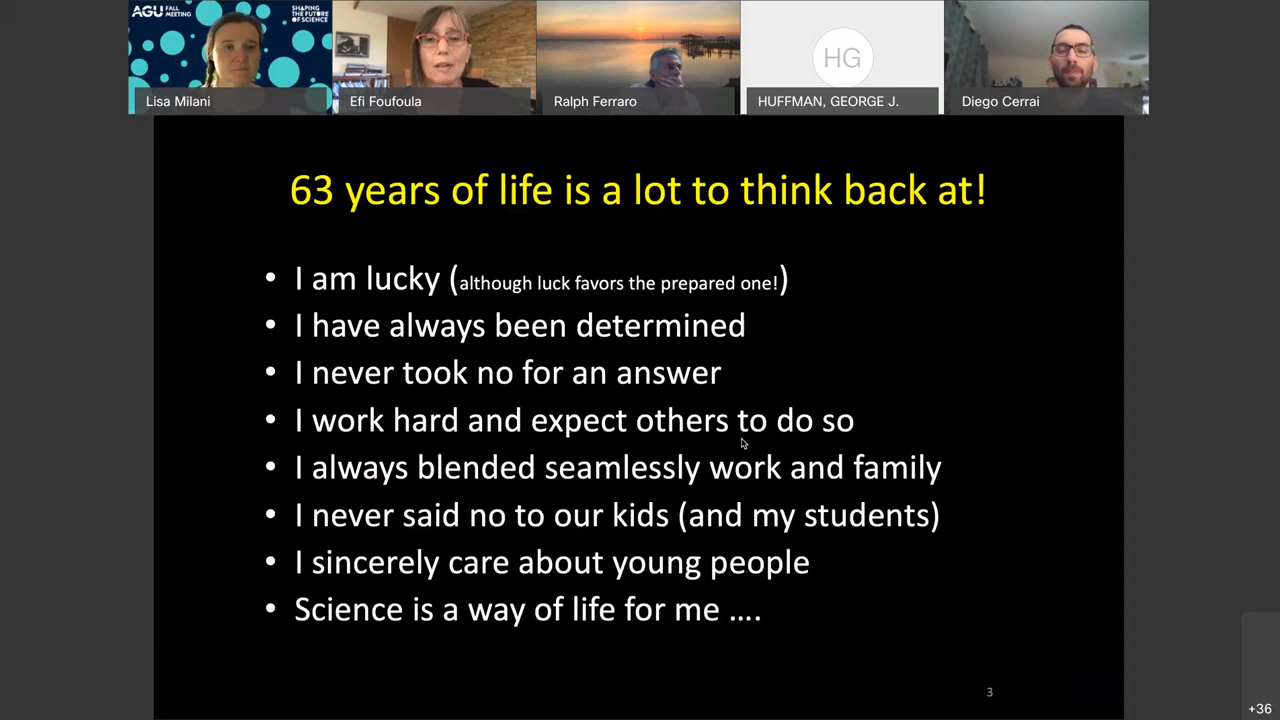 AGU FALL MEETING
SHAPING THE FUTURE OF SCIENCE
Lisa Milani
Efi Foufoula
Ralph Ferraro
HG
HUFFMAN, GEORGE J.
Diego Cerrai
63 years of life is a lot to think back at!
• I am lucky (although luck favors the prepared one!)
• I have always been determined
• I never took no for an answer
• I work hard and expect others to do so
• I always blended seamlessly work and family
• I never said no to our kids (and my students)
• I sincerely care about young people
• Science is a way of life for me ….
3
+36